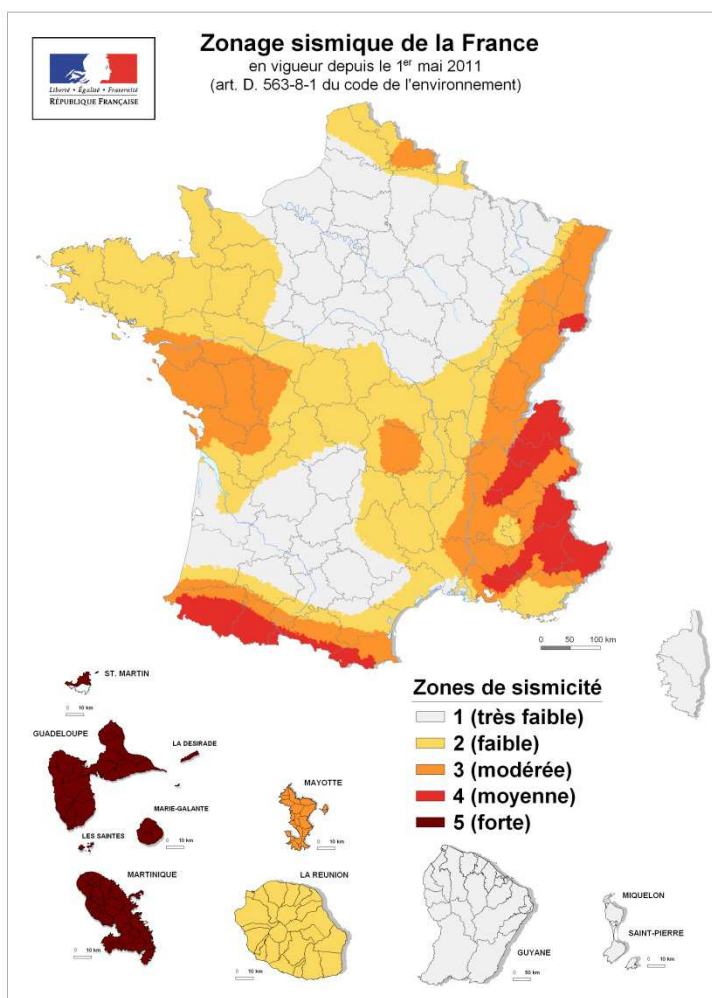 Zonage sismique de la France
en vigueur depuis le 1er mai 2011
(art. D. 563-8-1 du code de l'environnement)
Liberté • Égalité • Fraternité
RÉPUBLIQUE FRANÇAISE
0 50 100 km
Zones de sismicité
1 (très faible)
2 (faible)
3 (modérée)
4 (moyenne)
5 (forte)
ST. MARTIN
0 10 km
GUADELOUPE
LA DESIRADE
MARIE-GALANTE
LES SAINTES
0 10 km
0 10 km
MAYOTTE
0 10 km
MARTINIQUE
0 10 km
LA REUNION
0 10 km
GUYANE
0 50 km
MIQUELON
SAINT-PIERRE
0 10 km